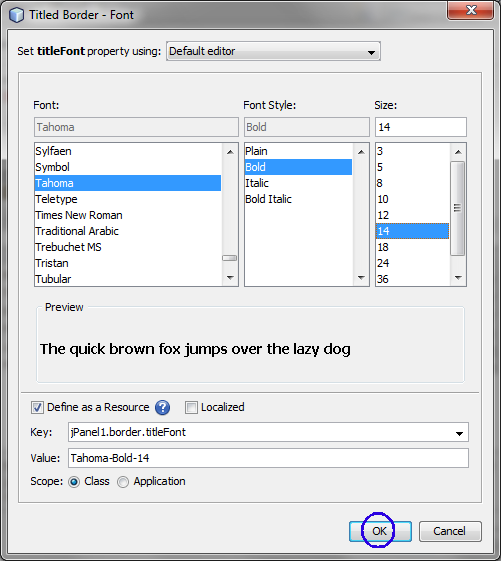 Titled Border - Font
Set titleFont property using: Default editor
Font: Font Style: Size:
Tahoma Bold 14
Sylfaen Plain 3
Symbol Bold 5
Tahoma Italic 8
Teletype Bold Italic 10
Times New Roman 12
Traditional Arabic 14
Trebuchet MS 18
Tristan 24
Tubular 36
Preview
The quick brown fox jumps over the lazy dog
Define as a Resource ? Localized
Key: jPanel1.border.titleFont
Value: Tahoma-Bold-14
Scope: Class Application
OK Cancel